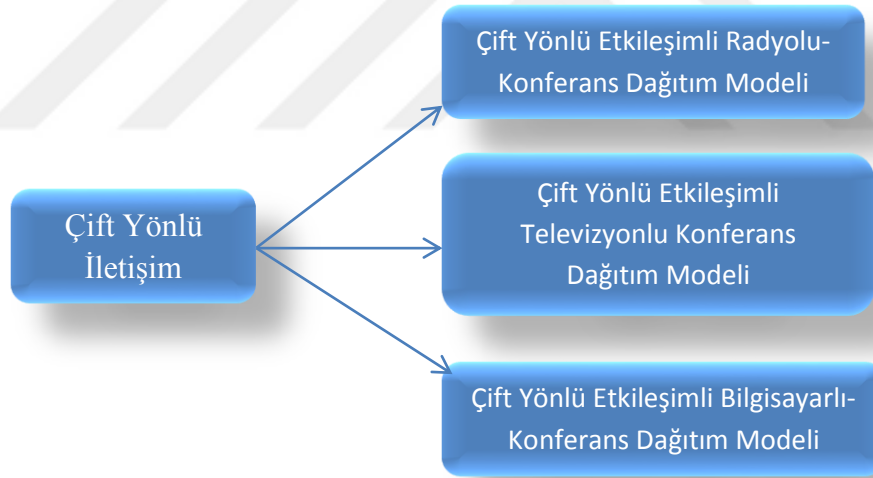 Çift Yönlü Etkileşimli Radyolu-
Konferans Dağıtım Modeli
Çift Yönlü
İletişim
Çift Yönlü Etkileşimli
Televizyonlu Konferans
Dağıtım Modeli
Çift Yönlü Etkileşimli Bilgisayarlı-
Konferans Dağıtım Modeli